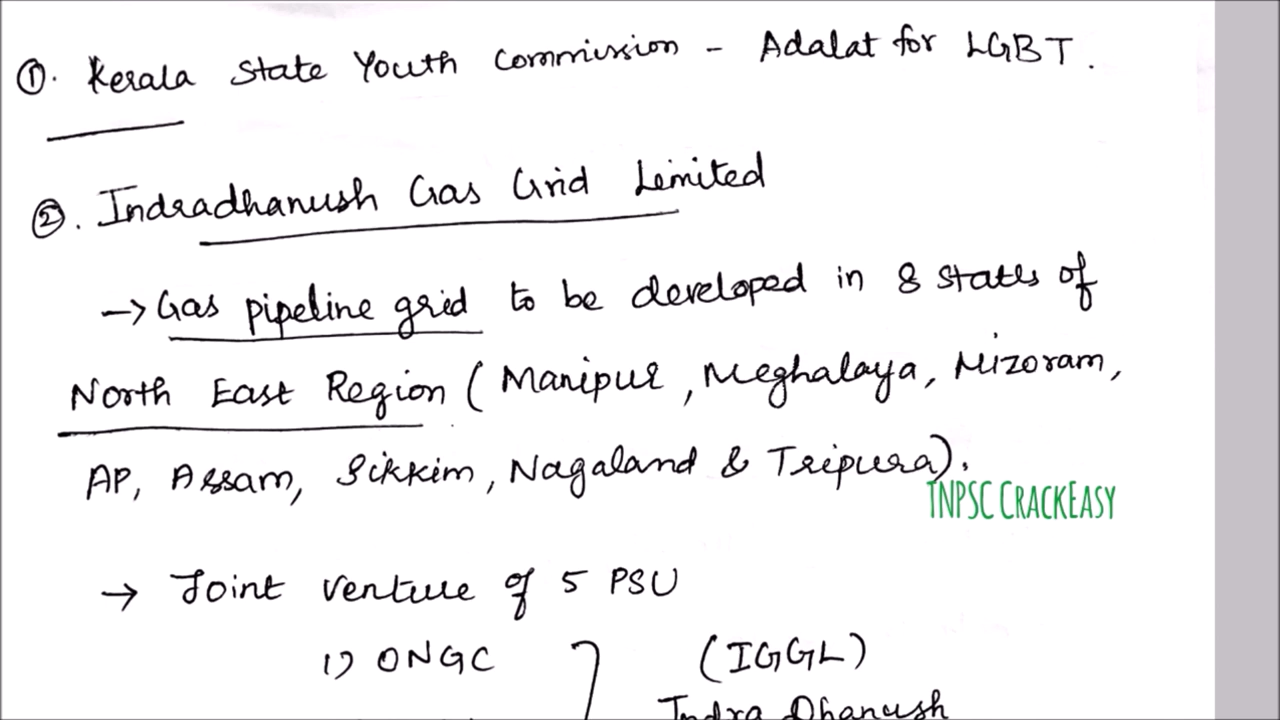 ①. Kerala State Youth Commission - Adalat for LGBT.
②. Indradhanush Gas Grid Limited
→ Gas pipeline grid to be developed in 8 states of
North East Region (Manipur, Meghalaya, Mizoram,
AP, Assam, Sikkim, Nagaland & Tripura).
TNPSC CRACKEASY
→ Joint Venture of 5 PSU
1) ONGC (IGGL)
Indra Dhanush